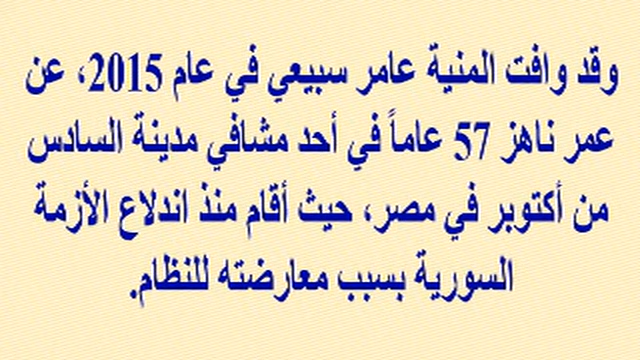 وقد وافت المنية عامر سبيعي في عام 2015، عن
عمر ناهز 57 عاماً في أحد مشافي مدينة السادس
من أكتوبر في مصر، حيث أقام منذ اندلاع الأزمة
السورية بسبب معارضته للنظام.